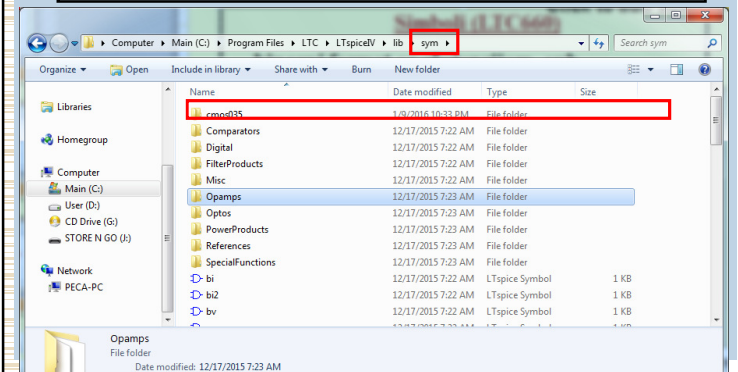 Simboli (LTC660)
Computer ▸ Main (C:) ▸ Program Files ▸ LTC ▸ LTspiceIV ▸ lib ▸ sym ▸
Search sym
Organize Open Include in library Share with Burn New folder
Name Date modified Type Size
Libraries
Homegroup
Computer
Main (C:)
User (D:)
CD Drive (G:)
STORE N GO (J:)
Network
PECA-PC
cmos035 1/9/2016 10:33 PM File folder
Comparators 12/17/2015 7:22 AM File folder
Digital 12/17/2015 7:22 AM File folder
FilterProducts 12/17/2015 7:22 AM File folder
Misc 12/17/2015 7:22 AM File folder
Opamps 12/17/2015 7:23 AM File folder
Optos 12/17/2015 7:23 AM File folder
PowerProducts 12/17/2015 7:23 AM File folder
References 12/17/2015 7:23 AM File folder
SpecialFunctions 12/17/2015 7:23 AM File folder
bi 12/17/2015 7:22 AM LTspice Symbol 1 KB
bi2 12/17/2015 7:22 AM LTspice Symbol 1 KB
bv 12/17/2015 7:22 AM LTspice Symbol 1 KB
Opamps
File folder
Date modified: 12/17/2015 7:23 AM